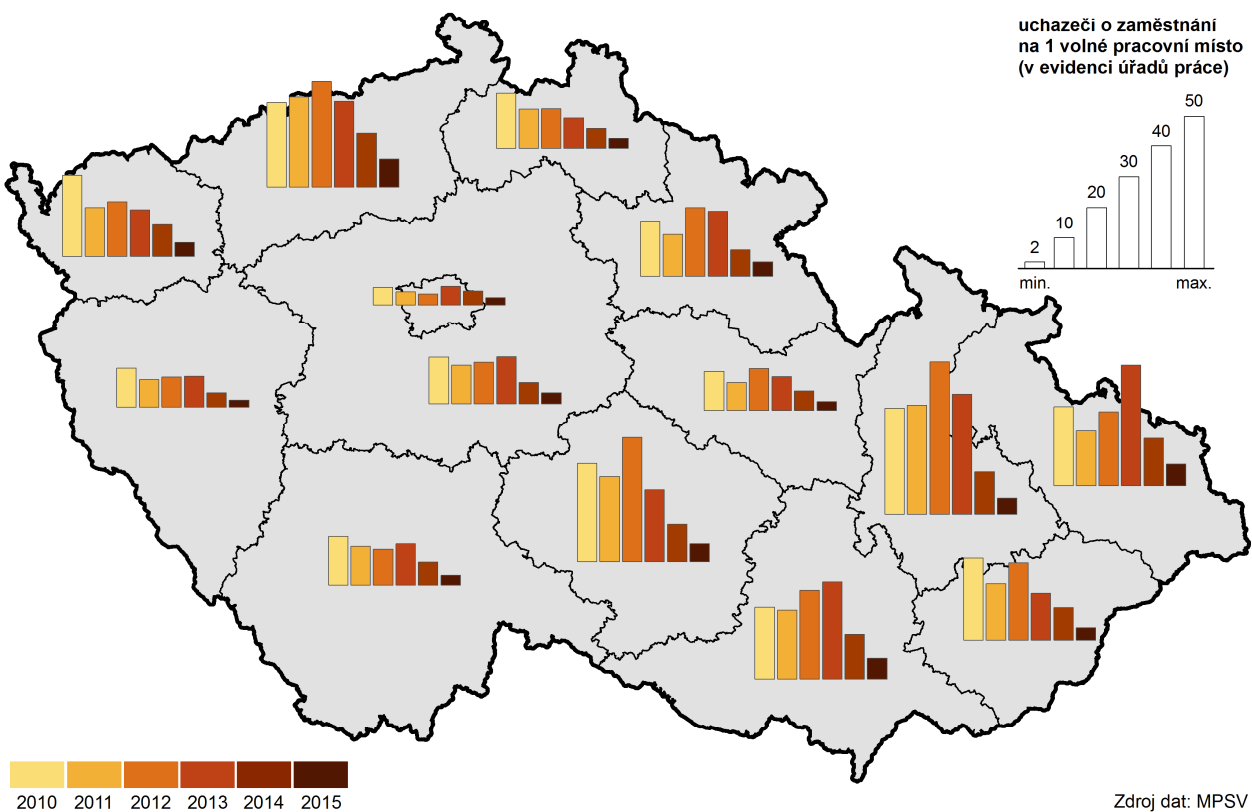 uchazeči o zaměstnání
na 1 volné pracovní místo
(v evidenci úřadů práce)
50
40
30
20
10
2
min. max.
2010 2011 2012 2013 2014 2015
Zdroj dat: MPSV